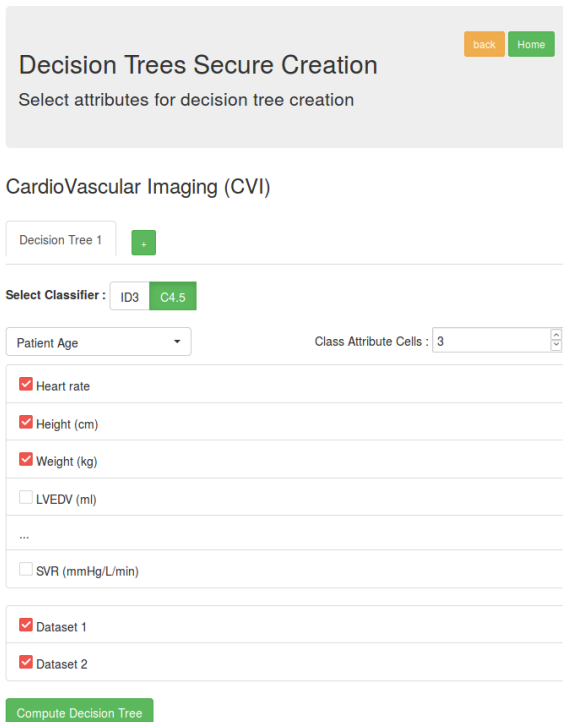 back Home
Decision Trees Secure Creation
Select attributes for decision tree creation
CardioVascular Imaging (CVI)
Decision Tree 1 +
Select Classifier : ID3 C4.5
Patient Age Class Attribute Cells : 3
Heart rate
Height (cm)
Weight (kg)
LVEDV (ml)
...
SVR (mmHg/L/min)
Dataset 1
Dataset 2
Compute Decision Tree